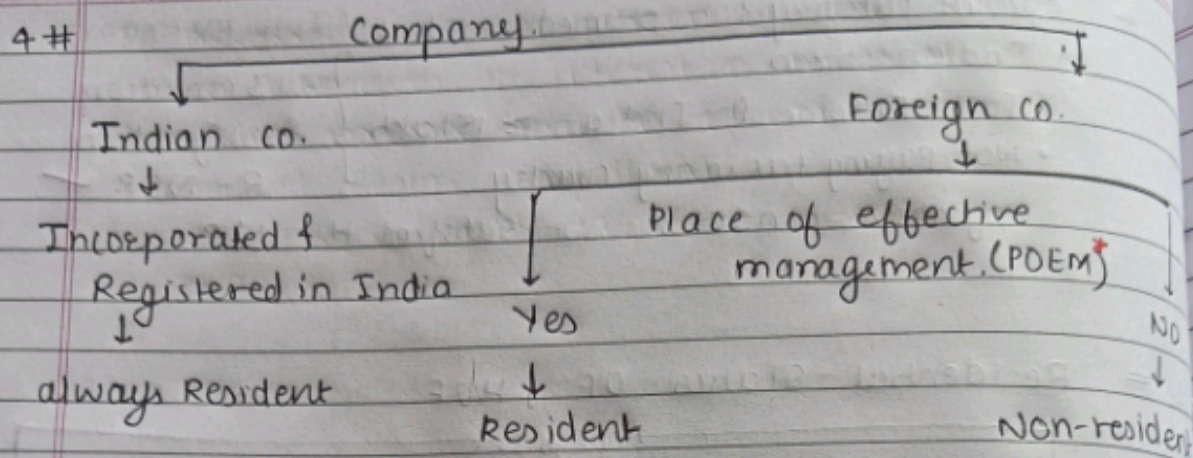 4 # Company.
Indian co.
Foreign co.
Incorporated &
Registered in India
Place of effective
management. (POEM*)
Yes
No
always Resident
Resident
Non-resident